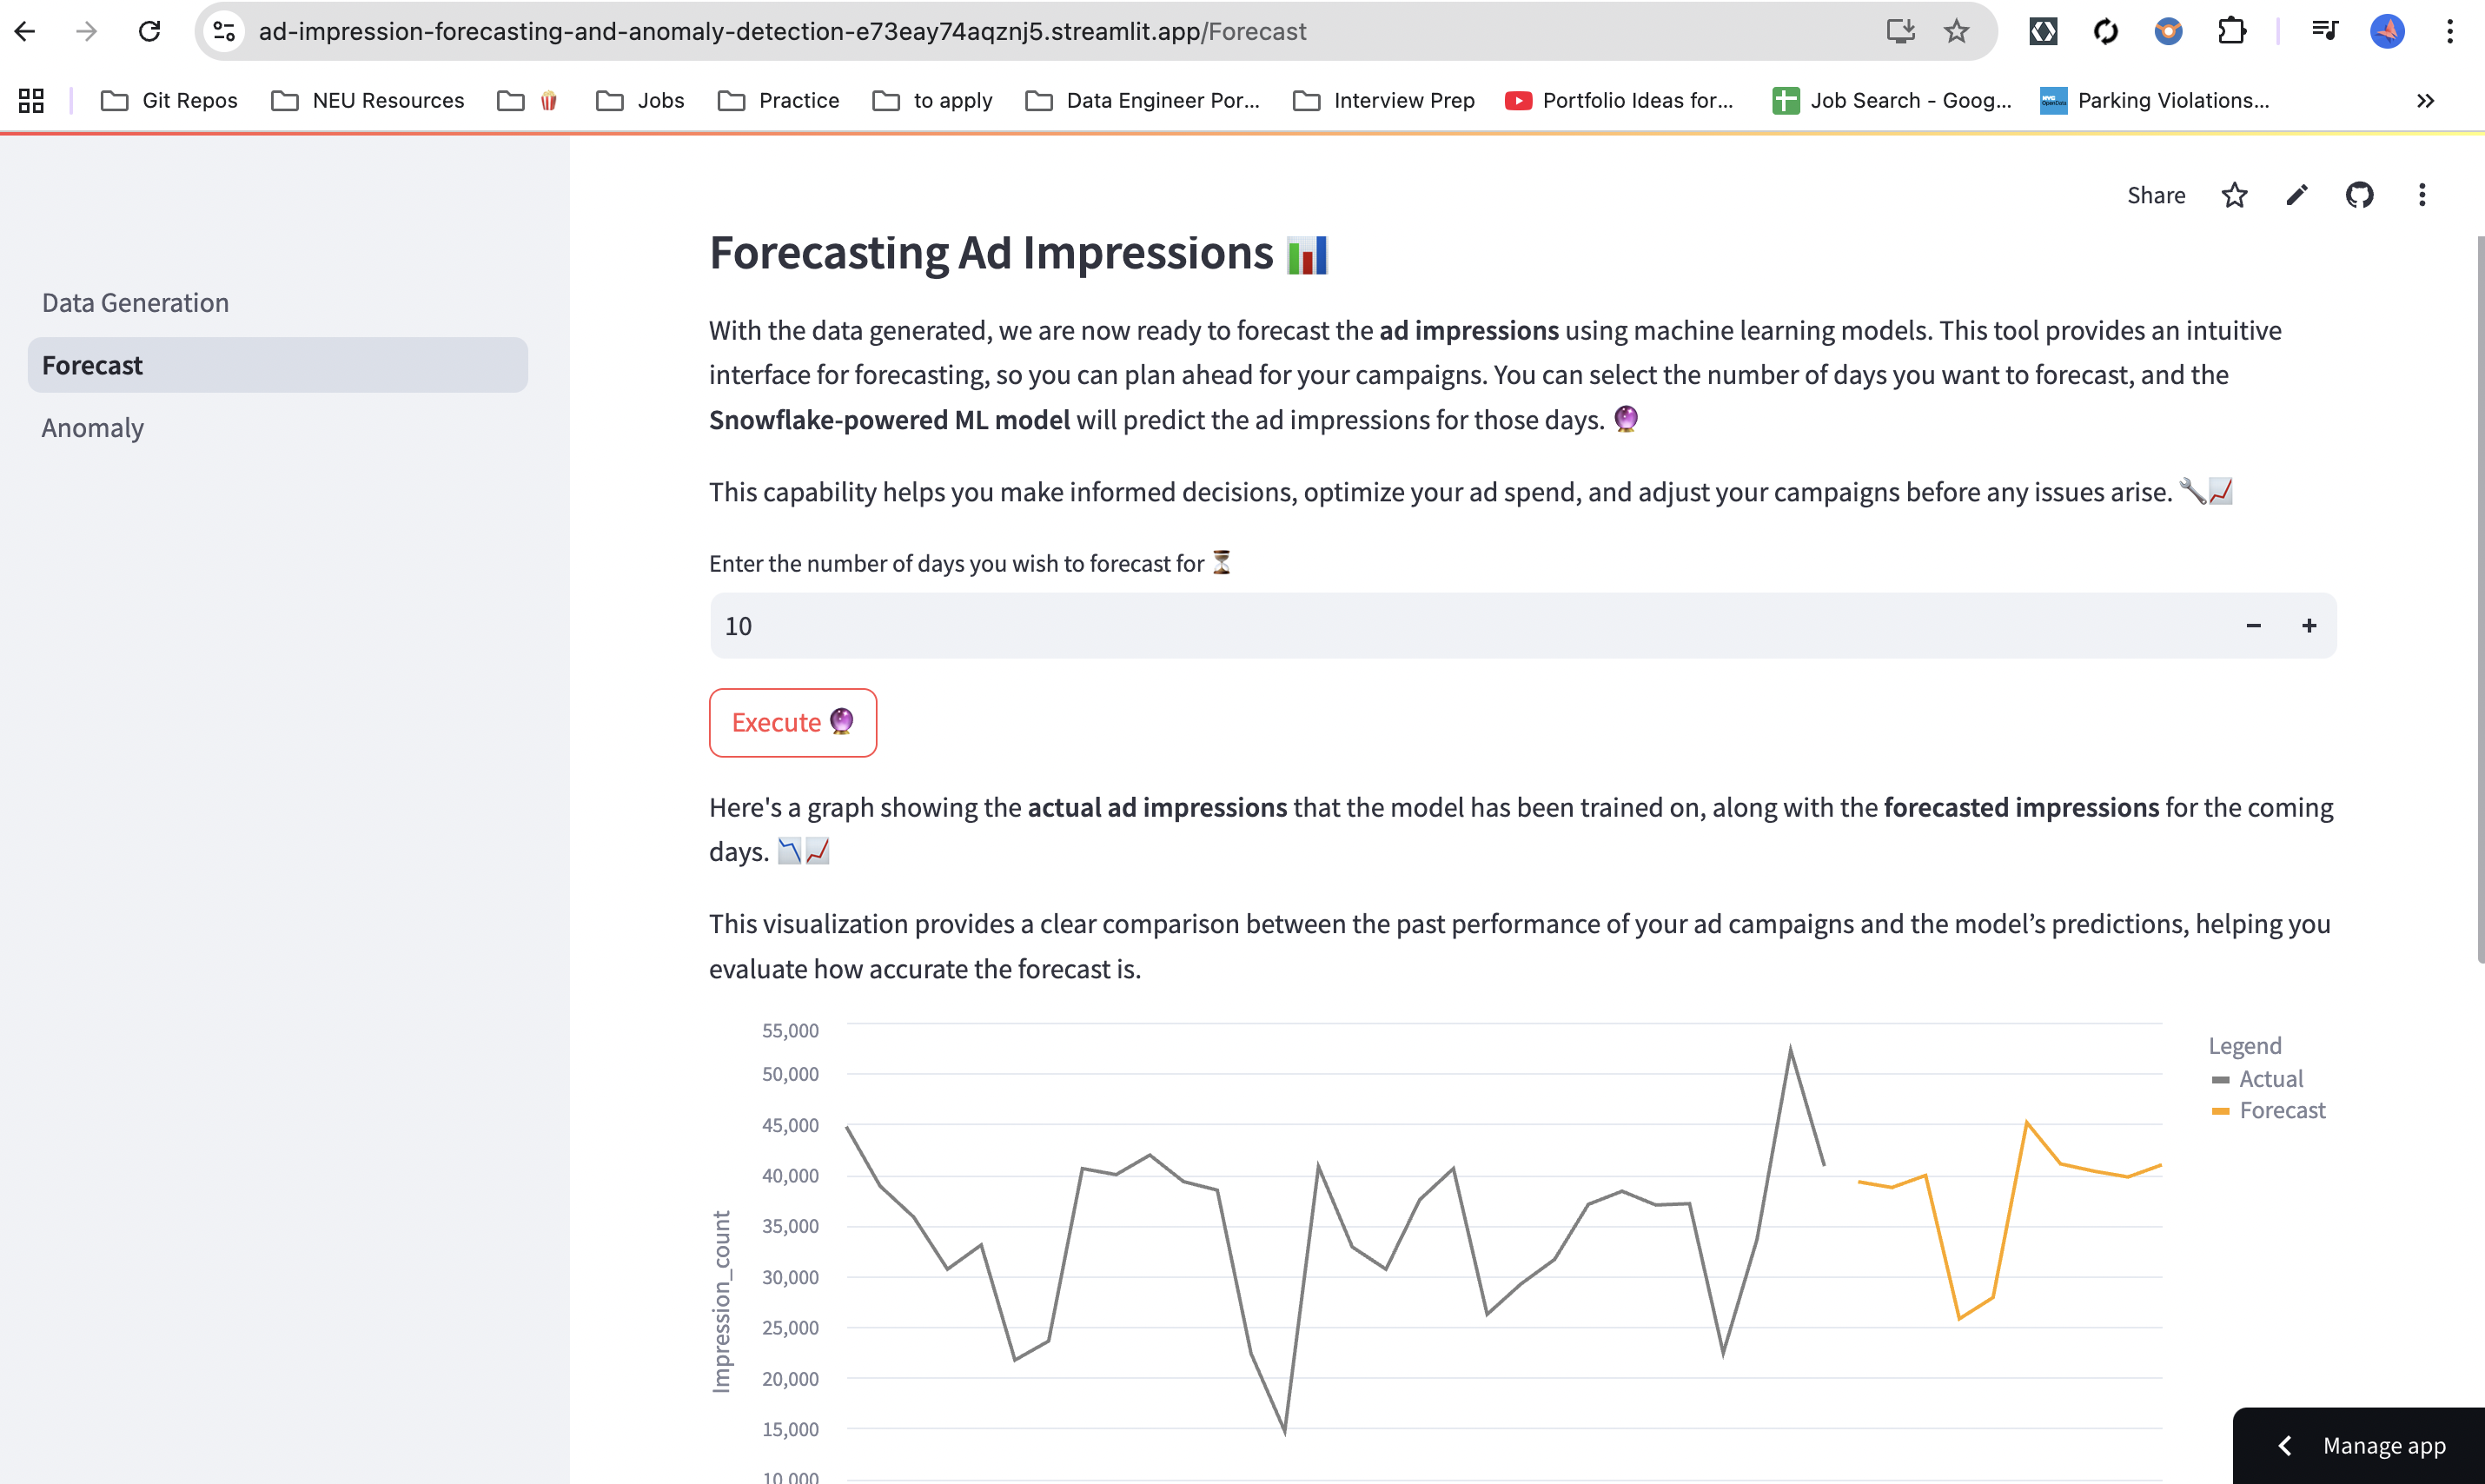 ad-impression-forecasting-and-anomaly-detection-e73eay74aqznj5.streamlit.app/Forecast
Git Repos
NEU Resources
Jobs
Practice
to apply
Data Engineer Por...
Interview Prep
Portfolio Ideas for...
Job Search - Goog...
Parking Violations...
Share
Data Generation
Forecast
Anomaly
Forecasting Ad Impressions
With the data generated, we are now ready to forecast the ad impressions using machine learning models. This tool provides an intuitive
interface for forecasting, so you can plan ahead for your campaigns. You can select the number of days you want to forecast, and the
Snowflake-powered ML model will predict the ad impressions for those days.
This capability helps you make informed decisions, optimize your ad spend, and adjust your campaigns before any issues arise.
Enter the number of days you wish to forecast for
10
Execute
Here's a graph showing the actual ad impressions that the model has been trained on, along with the forecasted impressions for the coming
days.
This visualization provides a clear comparison between the past performance of your ad campaigns and the model’s predictions, helping you
evaluate how accurate the forecast is.
55,000
50,000
45,000
40,000
35,000
30,000
25,000
20,000
15,000
10,000
Impression_count
Legend
Actual
Forecast
Manage app